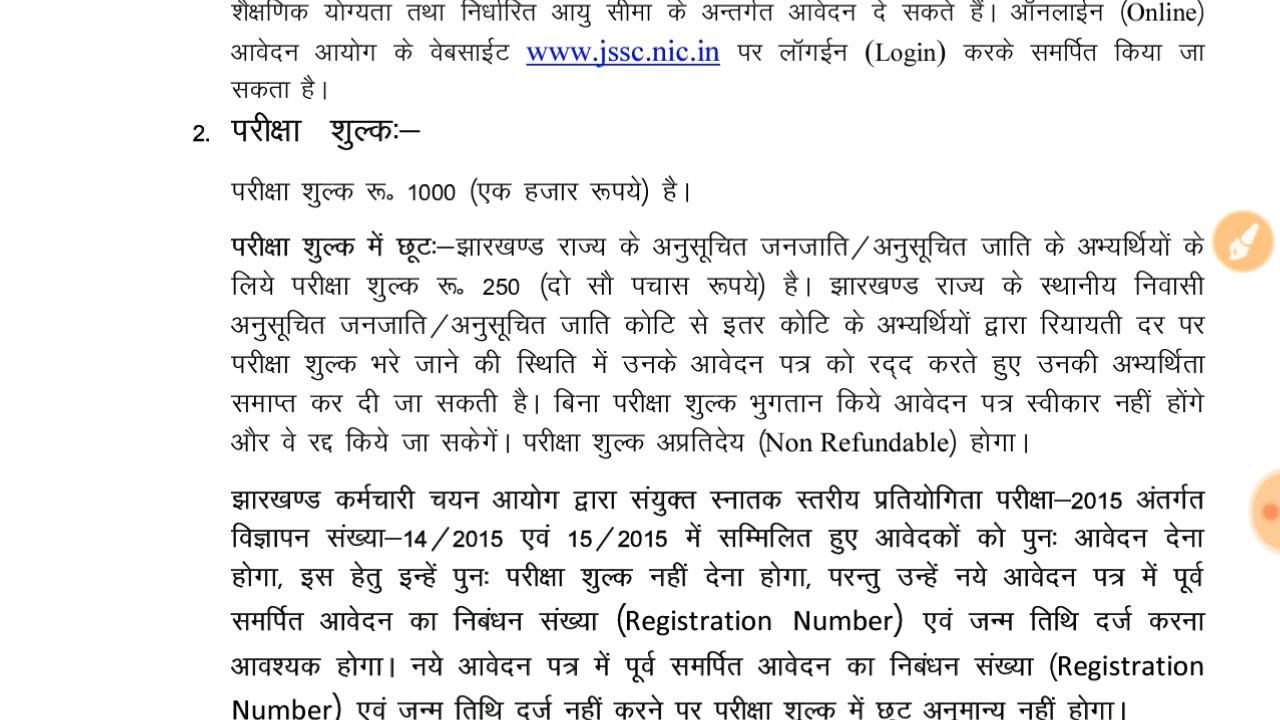 शैक्षणिक योग्यता तथा निर्धारित आयु सीमा के अन्तर्गत आवेदन दे सकते हैं। ऑनलाईन (Online)
आवेदन आयोग के वेबसाईट www.jssc.nic.in पर लॉगईन (Login) करके समर्पित किया जा
सकता है।
2. परीक्षा शुल्कः–
परीक्षा शुल्क रू॰ 1000 (एक हजार रूपये) है।
परीक्षा शुल्क में छूटः–झारखण्ड राज्य के अनुसूचित जनजाति/अनुसूचित जाति के अभ्यर्थियों के
लिये परीक्षा शुल्क रू॰ 250 (दो सौ पचास रूपये) है। झारखण्ड राज्य के स्थानीय निवासी
अनुसूचित जनजाति/अनुसूचित जाति कोटि से इतर कोटि के अभ्यर्थियों द्वारा रियायती दर पर
परीक्षा शुल्क भरे जाने की स्थिति में उनके आवेदन पत्र को रद्द करते हुए उनकी अभ्यर्थिता
समाप्त कर दी जा सकती है। बिना परीक्षा शुल्क भुगतान किये आवेदन पत्र स्वीकार नहीं होंगे
और वे रद्द किये जा सकेगें। परीक्षा शुल्क अप्रतिदेय (Non Refundable) होगा।
झारखण्ड कर्मचारी चयन आयोग द्वारा संयुक्त स्नातक स्तरीय प्रतियोगिता परीक्षा–2015 अंतर्गत
विज्ञापन संख्या–14/2015 एवं 15/2015 में सम्मिलित हुए आवेदकों को पुनः आवेदन देना
होगा, इस हेतु इन्हें पुनः परीक्षा शुल्क नहीं देना होगा, परन्तु उन्हें नये आवेदन पत्र में पूर्व
समर्पित आवेदन का निबंधन संख्या (Registration Number) एवं जन्म तिथि दर्ज करना
आवश्यक होगा। नये आवेदन पत्र में पूर्व समर्पित आवेदन का निबंधन संख्या (Registration
Number) एवं जन्म तिथि दर्ज नहीं करने पर परीक्षा शुल्क में छूट अनुमान्य नहीं होगा।